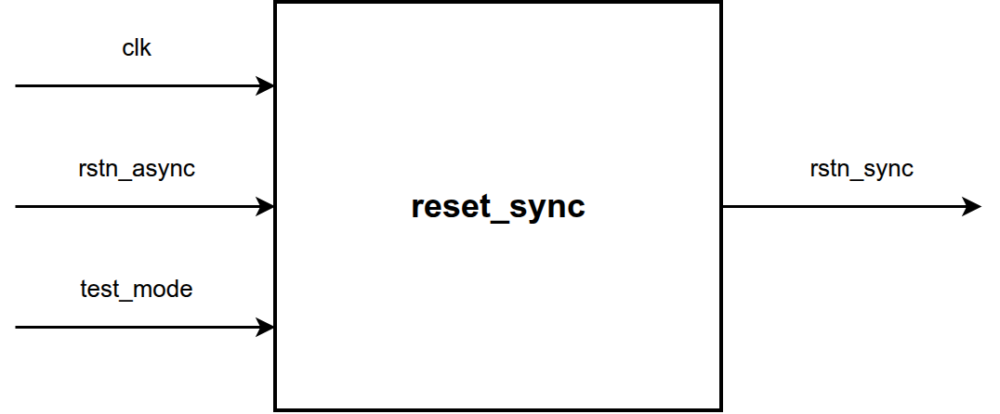 clk
rstn_async
test_mode
reset_sync
rstn_sync